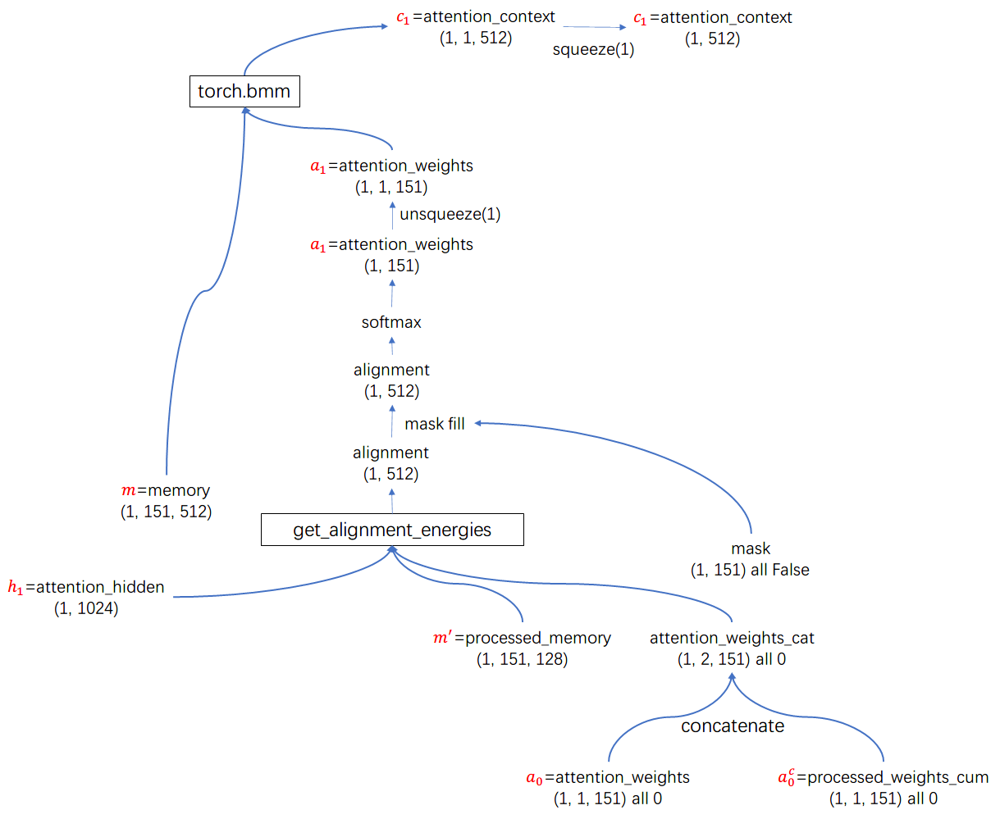 c₁=attention_context
(1, 1, 512)
squeeze(1)
c₁=attention_context
(1, 512)
torch.bmm
a₁=attention_weights
(1, 1, 151)
unsqueeze(1)
a₁=attention_weights
(1, 151)
softmax
alignment
(1, 512)
mask fill
alignment
(1, 512)
m=memory
(1, 151, 512)
get_alignment_energies
mask
(1, 151) all False
h₁=attention_hidden
(1, 1024)
m′=processed_memory
(1, 151, 128)
attention_weights_cat
(1, 2, 151) all 0
concatenate
a₀=attention_weights
(1, 1, 151) all 0
a₀ᶜ=processed_weights_cum
(1, 1, 151) all 0